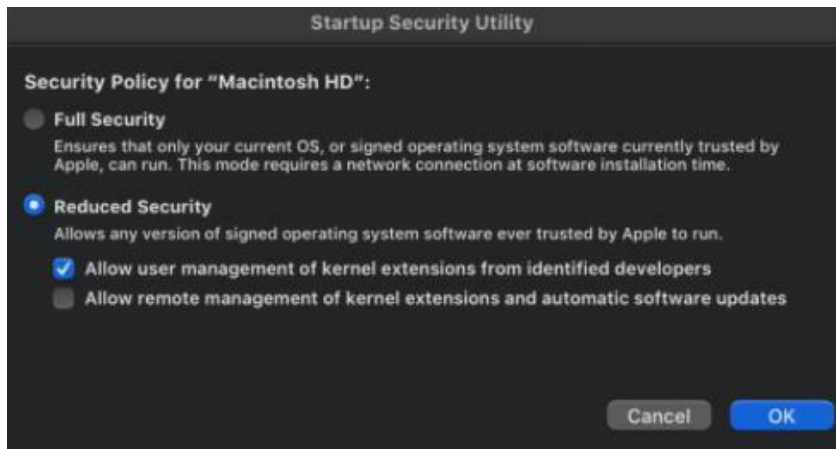 Startup Security Utility
Security Policy for "Macintosh HD":
Full Security
Ensures that only your current OS, or signed operating system software currently trusted by
Apple, can run. This mode requires a network connection at software installation time.
Reduced Security
Allows any version of signed operating system software ever trusted by Apple to run.
Allow user management of kernel extensions from identified developers
Allow remote management of kernel extensions and automatic software updates
Cancel OK